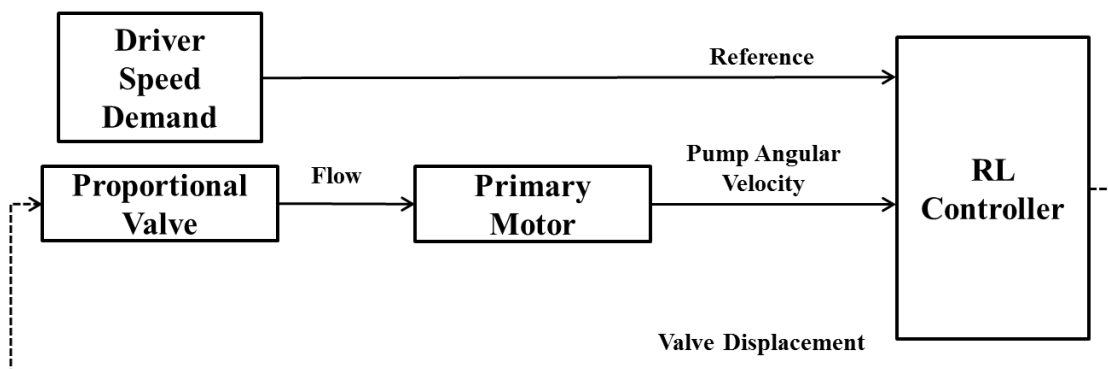 Driver
Speed
Demand
Reference
Proportional
Valve
Flow
Primary
Motor
Pump Angular
Velocity
RL
Controller
Valve Displacement